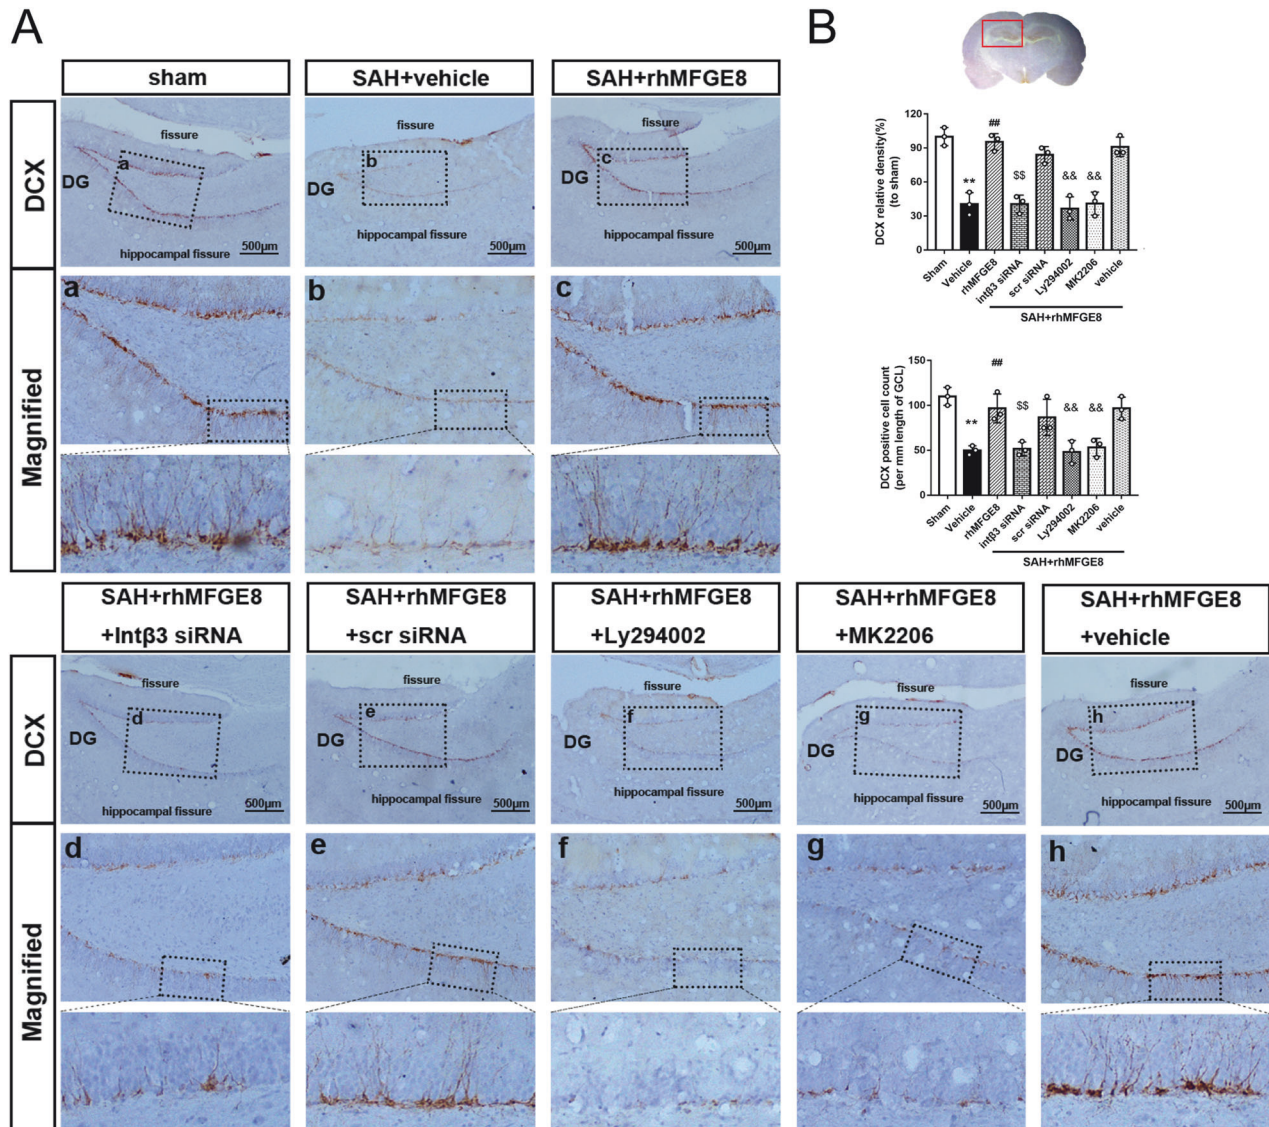 A
sham
SAH+vehicle
SAH+rhMFGE8
DCX
fissure
a
DG
hippocampal fissure
500μm
fissure
b
DG
hippocampal fissure
500μm
fissure
c
DG
hippocampal fissure
500μm
Magnified
a
b
c
B
DCX relative density(%)
(to sham)
120
90
60
30
0
**
##
$$
&&
&&
Sham
Vehicle
rhMFGE8
intβ3 siRNA
scr siRNA
Ly294002
MK2206
vehicle
SAH+rhMFGE8
DCX positive cell count
(per mm length of GCL)
150
100
50
0
**
##
$$
&&
&&
Sham
Vehicle
rhMFGE8
intβ3 siRNA
scr siRNA
Ly294002
MK2206
vehicle
SAH+rhMFGE8
SAH+rhMFGE8
+Intβ3 siRNA
SAH+rhMFGE8
+scr siRNA
SAH+rhMFGE8
+Ly294002
SAH+rhMFGE8
+MK2206
SAH+rhMFGE8
+vehicle
DCX
fissure
d
DG
hippocampal fissure
500μm
fissure
e
DG
hippocampal fissure
500μm
fissure
f
DG
hippocampal fissure
500μm
fissure
g
DG
hippocampal fissure
500μm
fissure
h
DG
hippocampal fissure
500μm
Magnified
d
e
f
g
h